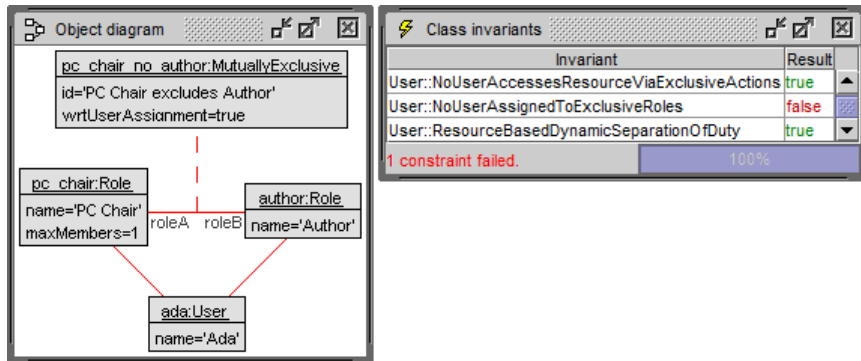 Object diagram
pc_chair_no_author:MutuallyExclusive
id='PC Chair excludes Author'
wrtUserAssignment=true
pc_chair:Role
name='PC Chair'
maxMembers=1
roleA roleB
author:Role
name='Author'
ada:User
name='Ada'
Class invariants
Invariant Result
User::NoUserAccessesResourceViaExclusiveActions true
User::NoUserAssignedToExclusiveRoles false
User::ResourceBasedDynamicSeparationOfDuty true
1 constraint failed. 100%